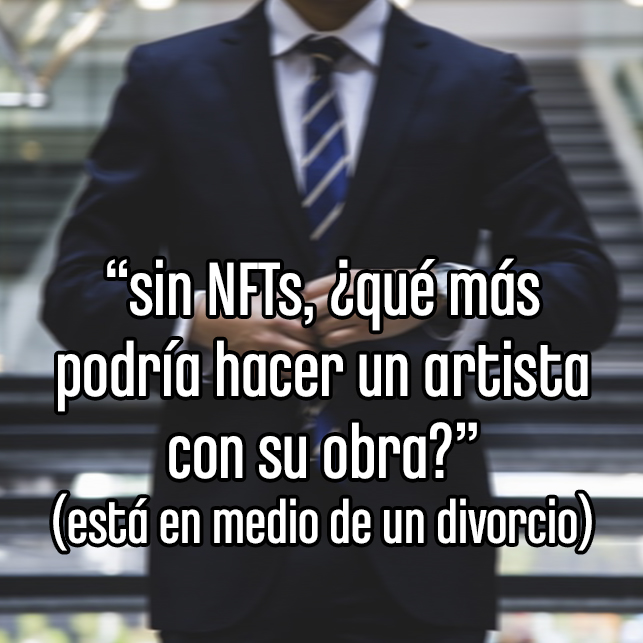 “sin NFTs, ¿qué más
podría hacer un artista
con su obra?”
(está en medio de un divorcio)